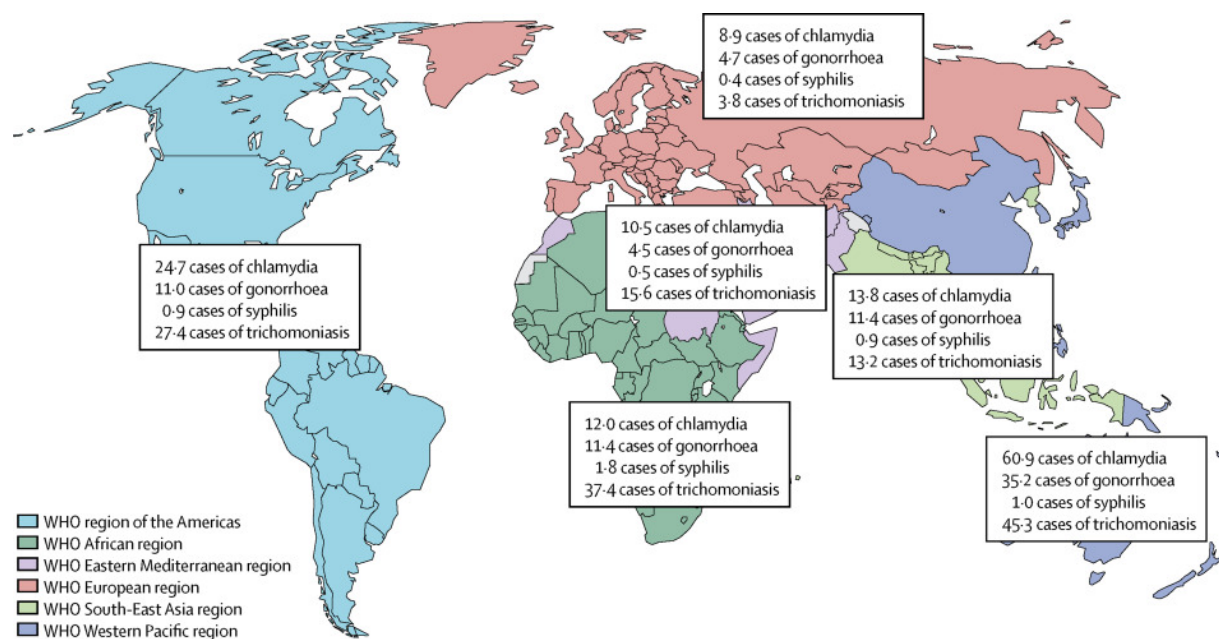 8·9 cases of chlamydia
4·7 cases of gonorrhoea
0·4 cases of syphilis
3·8 cases of trichomoniasis
10·5 cases of chlamydia
4·5 cases of gonorrhoea
0·5 cases of syphilis
15·6 cases of trichomoniasis
24·7 cases of chlamydia
11·0 cases of gonorrhoea
0·9 cases of syphilis
27·4 cases of trichomoniasis
13·8 cases of chlamydia
11·4 cases of gonorrhoea
0·9 cases of syphilis
13·2 cases of trichomoniasis
12·0 cases of chlamydia
11·4 cases of gonorrhoea
1·8 cases of syphilis
37·4 cases of trichomoniasis
60·9 cases of chlamydia
35·2 cases of gonorrhoea
1·0 cases of syphilis
45·3 cases of trichomoniasis
WHO region of the Americas
WHO African region
WHO Eastern Mediterranean region
WHO European region
WHO South-East Asia region
WHO Western Pacific region